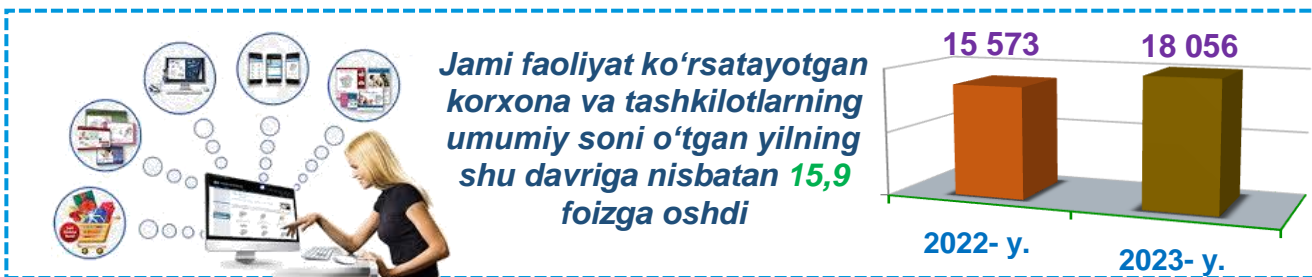 Jami faoliyat ko‘rsatayotgan
korxona va tashkilotlarning
umumiy soni o‘tgan yilning
shu davriga nisbatan 15,9
foizga oshdi
15 573
18 056
2022- y.
2023- y.